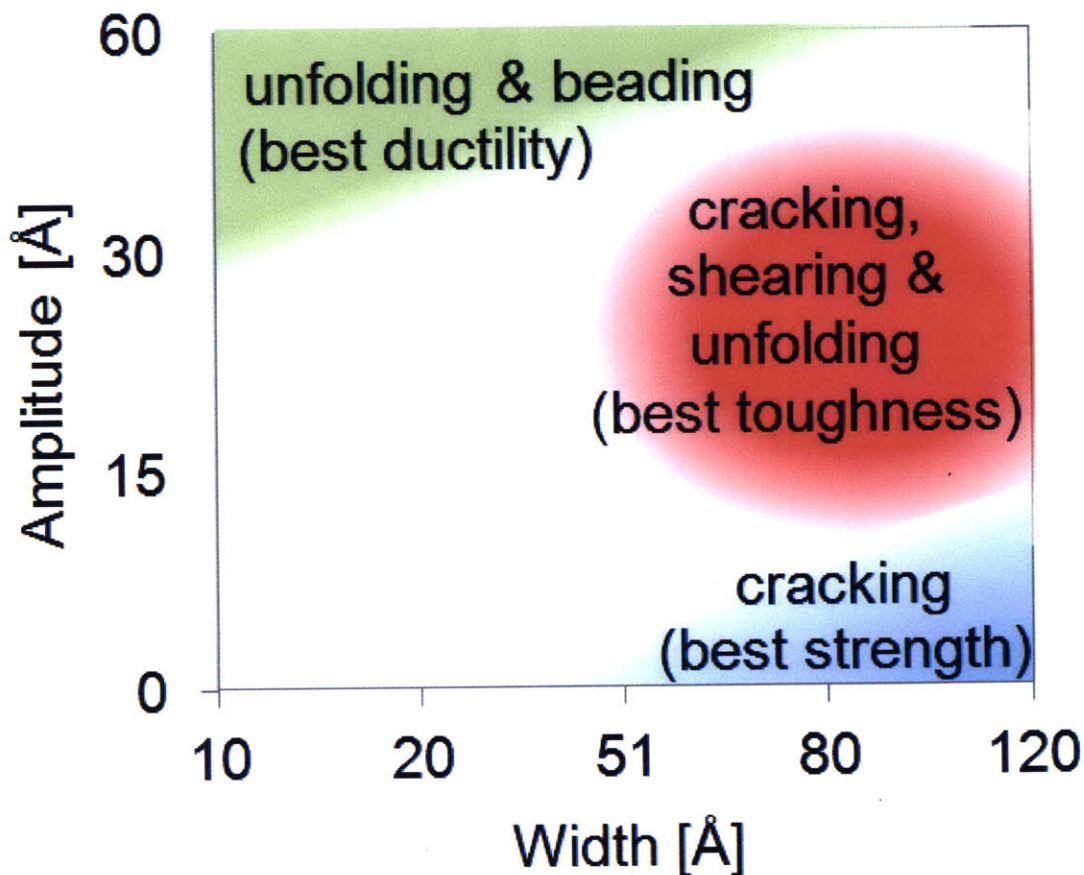 60
unfolding & beading
(best ductility)
cracking,
shearing &
unfolding
(best toughness)
30
15
cracking
(best strength)
0
10 20 51 80 120
Width [Å]
Amplitude [Å]